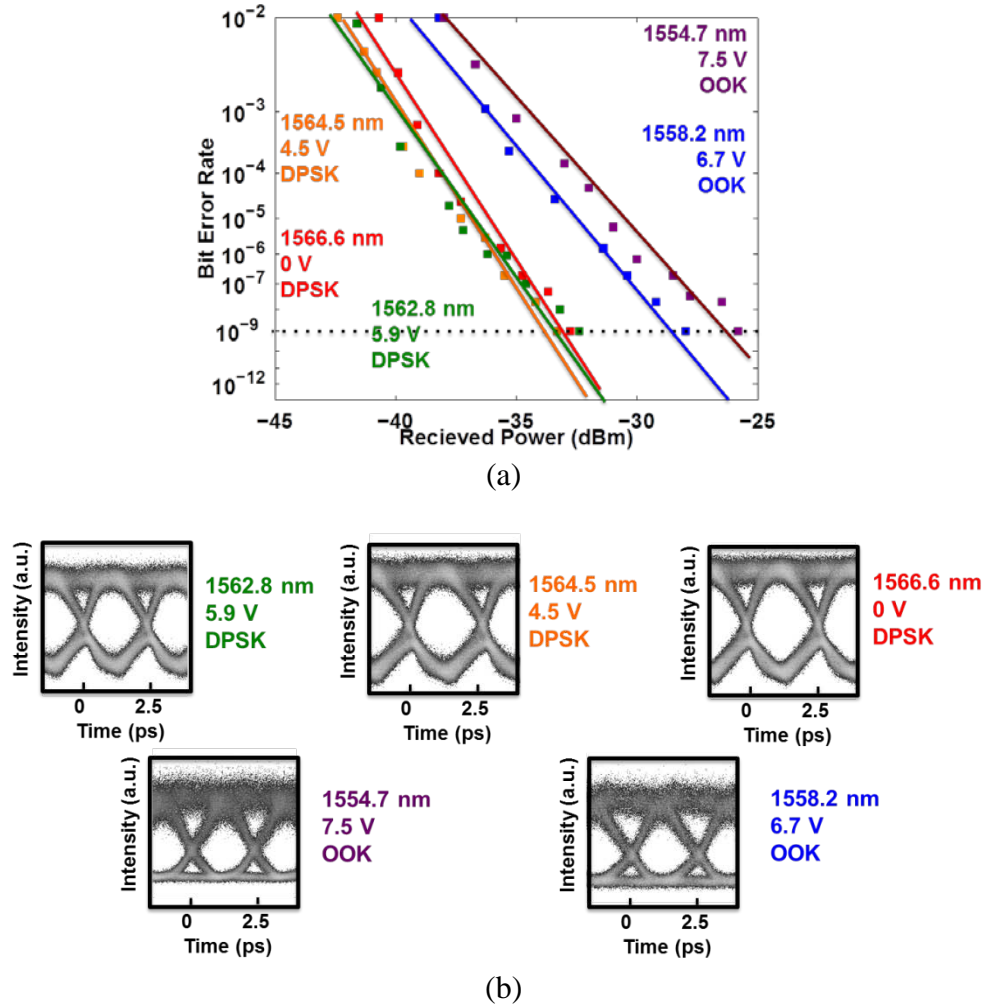 10⁻²
10⁻³
10⁻⁴
10⁻⁵
10⁻⁶
10⁻⁷
10⁻⁹
10⁻¹²
Bit Error Rate
1554.7 nm
7.5 V
OOK
1558.2 nm
6.7 V
OOK
1564.5 nm
4.5 V
DPSK
1566.6 nm
0 V
DPSK
1562.8 nm
5.9 V
DPSK
−45 −40 −35 −30 −25
Recieved Power (dBm)
(a)
Intensity (a.u.)
0 2.5
Time (ps)
1562.8 nm
5.9 V
DPSK
Intensity (a.u.)
0 2.5
Time (ps)
1564.5 nm
4.5 V
DPSK
Intensity (a.u.)
0 2.5
Time (ps)
1566.6 nm
0 V
DPSK
Intensity (a.u.)
0 2.5
Time (ps)
1554.7 nm
7.5 V
OOK
Intensity (a.u.)
0 2.5
Time (ps)
1558.2 nm
6.7 V
OOK
(b)